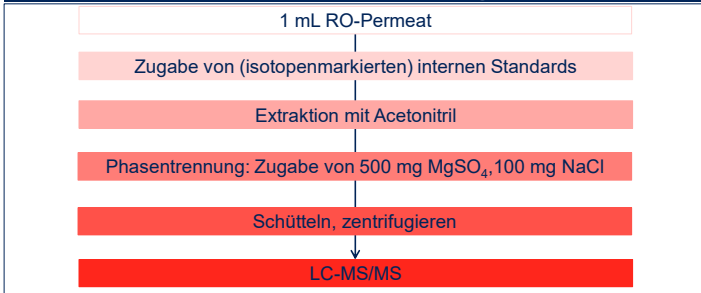 1 mL RO-Permeat
Zugabe von (isotopenmarkierten) internen Standards
Extraktion mit Acetonitril
Phasentrennung: Zugabe von 500 mg MgSO₄,100 mg NaCl
Schütteln, zentrifugieren
LC-MS/MS